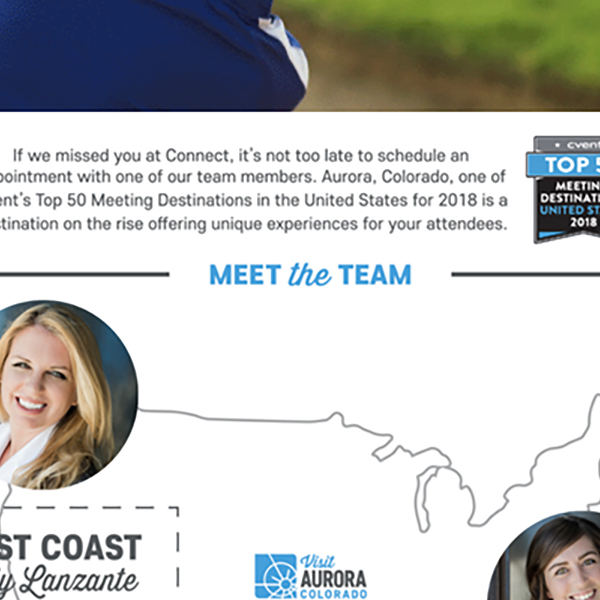 If we missed you at Connect, it's not too late to schedule an
pointment with one of our team members. Aurora, Colorado, one of
ent's Top 50 Meeting Destinations in the United States for 2018 is a
stination on the rise offering unique experiences for your attendees.
cvent
TOP 5
MEETIN
DESTINATI
UNITED ST
2018
MEET the TEAM
ST COAST
y Lanzante
Visit
AURORA
COLORADO